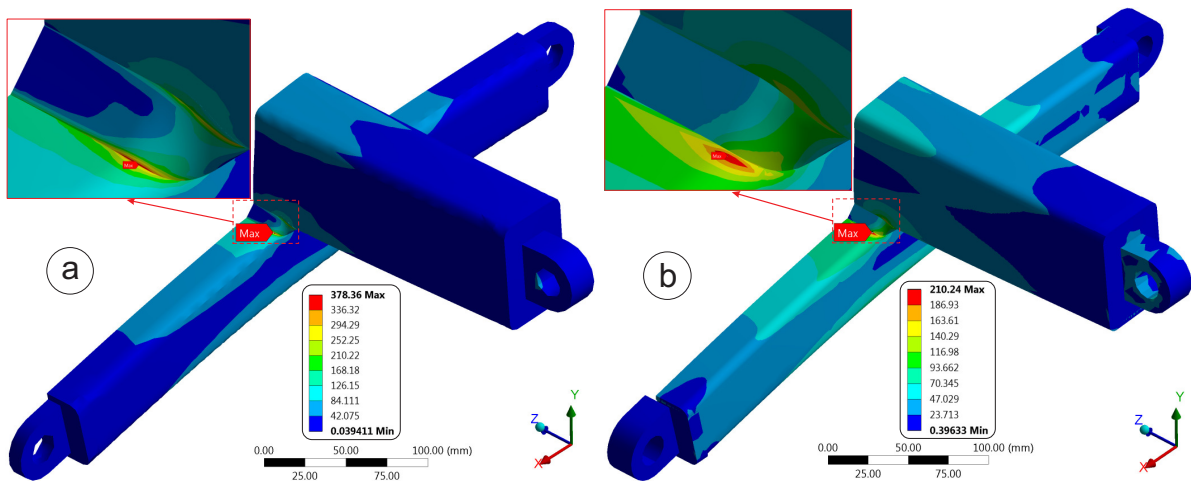 Max
Max
a
378.36 Max
336.32
294.29
252.25
210.22
168.18
126.15
84.111
42.075
0.039411 Min
0.00 50.00 100.00 (mm)
25.00 75.00
Y
Z
X
Max
Max
b
210.24 Max
186.93
163.61
140.29
116.98
93.662
70.345
47.029
23.713
0.39633 Min
0.00 50.00 100.00 (mm)
25.00 75.00
Y
Z
X